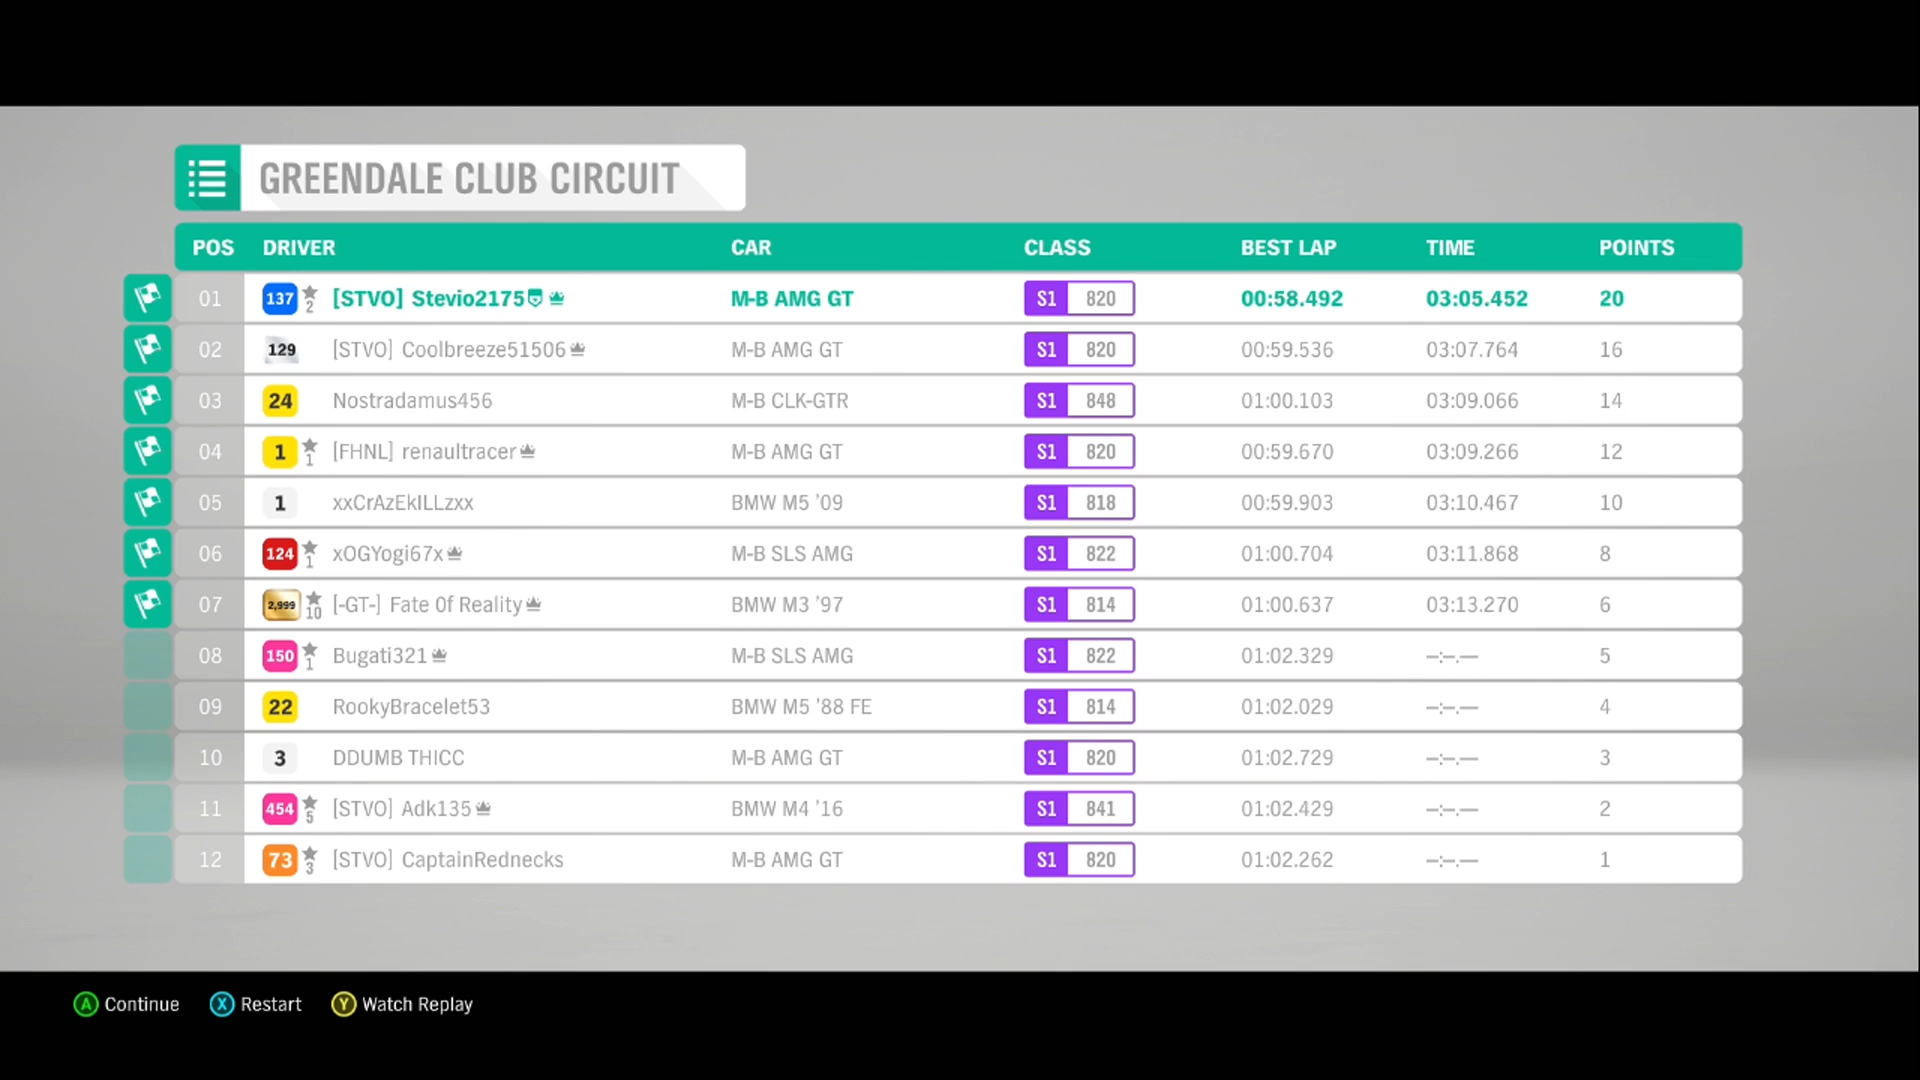 GREENDALE CLUB CIRCUIT
POS DRIVER CAR CLASS BEST LAP TIME POINTS
01 137 2 [STVO] Stevio2175 M-B AMG GT S1 820 00:58.492 03:05.452 20
02 129 [STVO] Coolbreeze51506 M-B AMG GT S1 820 00:59.536 03:07.764 16
03 24 Nostradamus456 M-B CLK-GTR S1 848 01:00.103 03:09.066 14
04 1 1 [FHNL] renaultracer M-B AMG GT S1 820 00:59.670 03:09.266 12
05 1 xxCrAzEkILLzxx BMW M5 '09 S1 818 00:59.903 03:10.467 10
06 124 1 xOGYogi67x M-B SLS AMG S1 822 01:00.704 03:11.868 8
07 2,999 10 [-GT-] Fate 0f Reality BMW M3 '97 S1 814 01:00.637 03:13.270 6
08 150 1 Bugati321 M-B SLS AMG S1 822 01:02.329 –:–.–– 5
09 22 RookyBracelet53 BMW M5 '88 FE S1 814 01:02.029 –:–.–– 4
10 3 DDUMB THICC M-B AMG GT S1 820 01:02.729 –:–.–– 3
11 454 5 [STVO] Adk135 BMW M4 '16 S1 841 01:02.429 –:–.–– 2
12 73 3 [STVO] CaptainRednecks M-B AMG GT S1 820 01:02.262 –:–.–– 1
A Continue X Restart Y Watch Replay